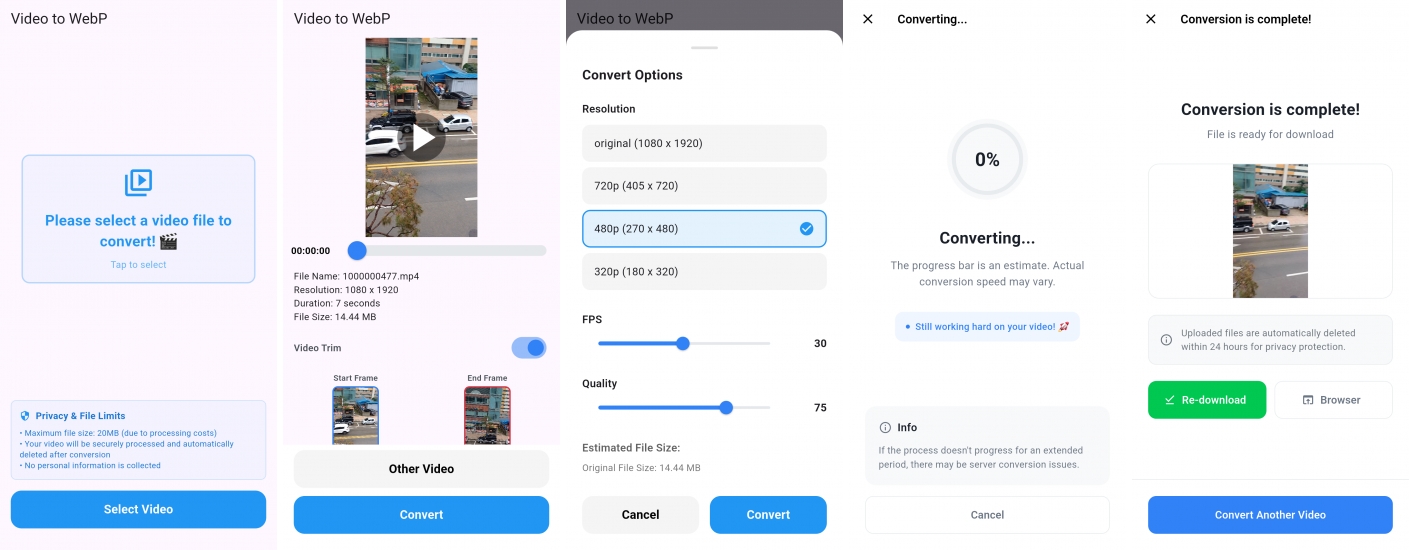 Video to WebP
Please select a video file to
convert! 🎬
Tap to select
Privacy & File Limits
• Maximum file size: 20MB (due to processing costs)
• Your video will be securely processed and automatically
deleted after conversion
• No personal information is collected
Select Video
Video to WebP
00:00:00
File Name: 1000000477.mp4
Resolution: 1080 x 1920
Duration: 7 seconds
File Size: 14.44 MB
Video Trim
Start Frame
End Frame
Other Video
Convert
Video to WebP
Convert Options
Resolution
original (1080 x 1920)
720p (405 x 720)
480p (270 x 480)
320p (180 x 320)
FPS
30
Quality
75
Estimated File Size:
Original File Size: 14.44 MB
Cancel
Convert
Converting...
0%
Converting...
The progress bar is an estimate. Actual
conversion speed may vary.
• Still working hard on your video! 🚀
Info
If the process doesn't progress for an extended
period, there may be server conversion issues.
Cancel
Conversion is complete!
Conversion is complete!
File is ready for download
Uploaded files are automatically deleted
within 24 hours for privacy protection.
Re-download
Browser
Convert Another Video